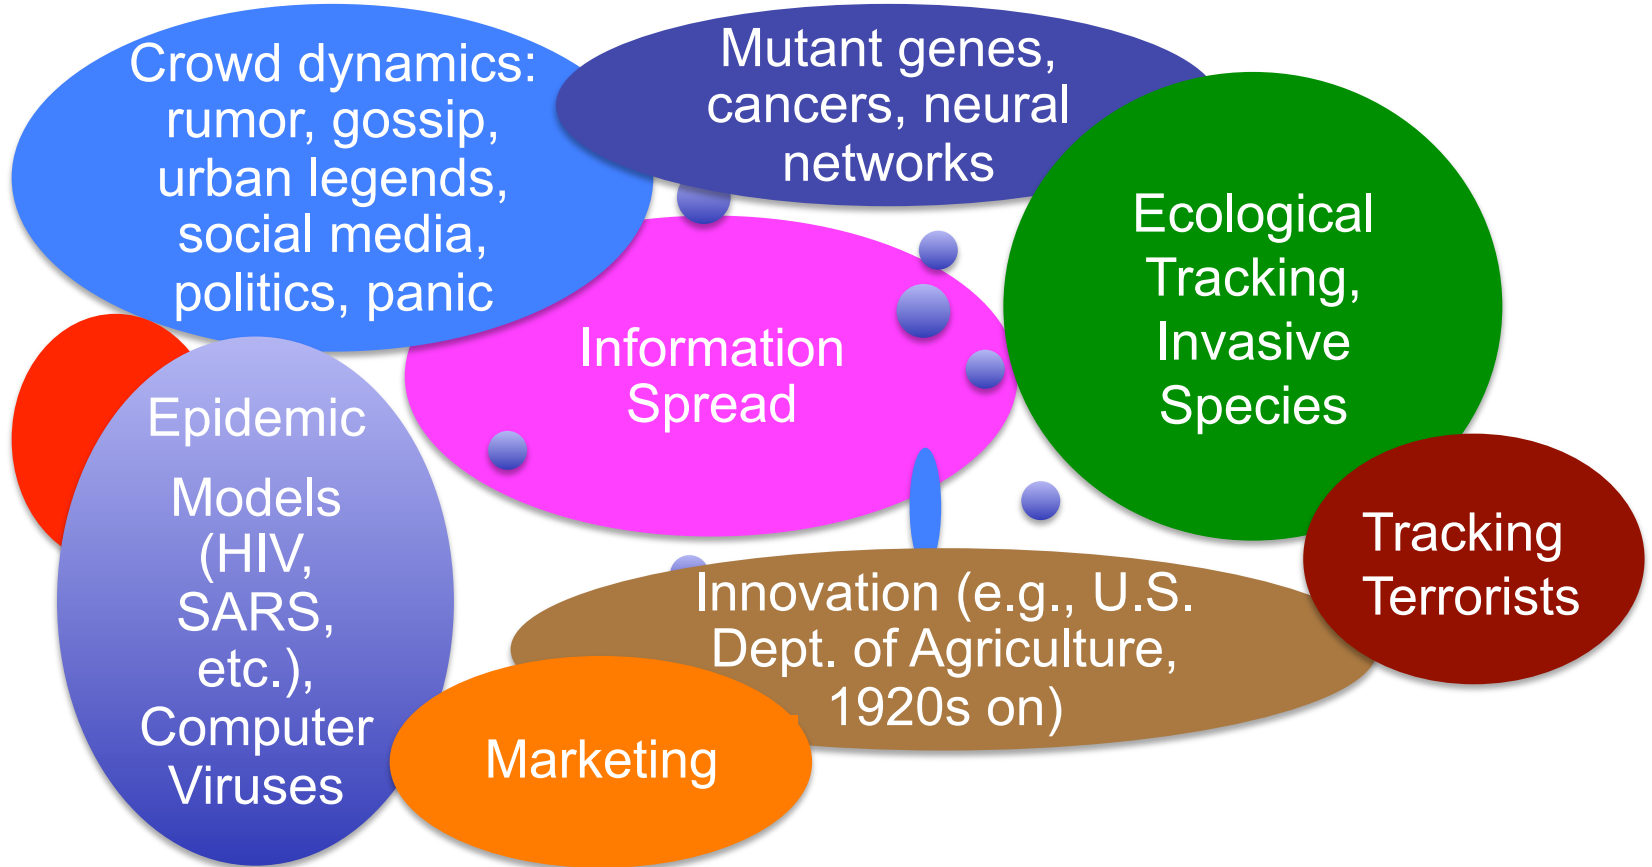 Crowd dynamics:
rumor, gossip,
urban legends,
social media,
politics, panic
Mutant genes,
cancers, neural
networks
Ecological
Tracking,
Invasive
Species
Information
Spread
Epidemic
Models
(HIV,
SARS,
etc.),
Computer
Viruses
Tracking
Terrorists
Innovation (e.g., U.S.
Dept. of Agriculture,
1920s on)
Marketing